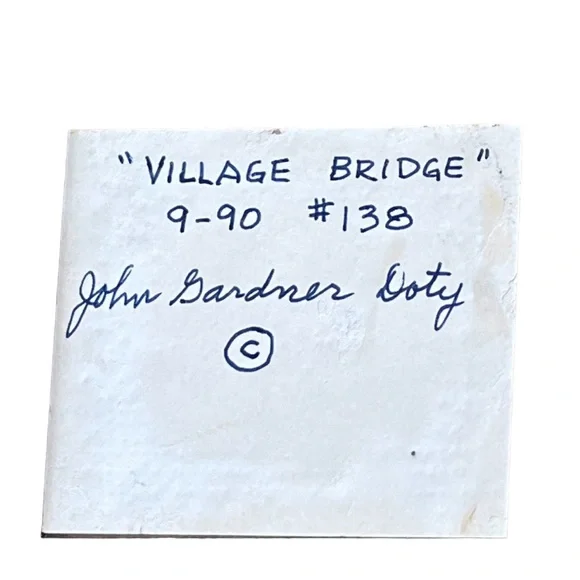 "VILLAGE BRIDGE"
9-90 #138
John Gardner Doty
©